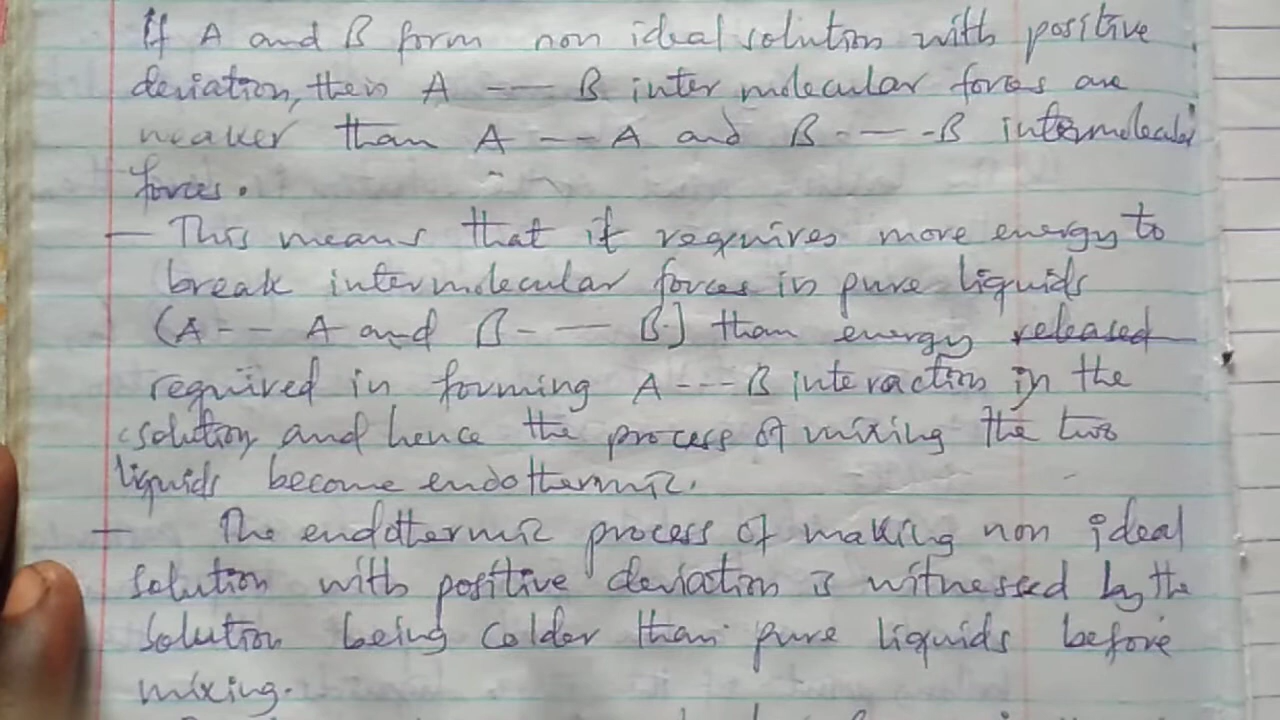 If A and B form non ideal solution with positive
deviation, then A --- B inter molecular forces are
weaker than A --- A and B --- B intermolecular
forces.
— This means that it requires more energy to
break intermolecular forces in pure liquids
(A -- A and B -- B) than energy released
required in forming A --- B interaction in the
solution, and hence the process of mixing the two
liquids become endothermic.
— The endothermic process of making non ideal
solution with positive deviation is witnessed by the
solution being colder than pure liquids before
mixing.